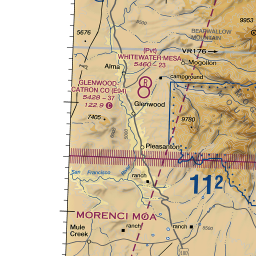 9953
BEARWALLOW
MOUNTAIN
5676
(Pvt)
VR176
WHITEWATER MESA
Mogollon
Alma
5460 - 23
campground
GLENWOOD
R
CATRON CO (E94)
5428 - 37
Glenwood
122.9 C
7405
9780
Pleasanton
San Francisco
ranch
11²
MORENCI MOA
Mule
Creek
ranch
ranch